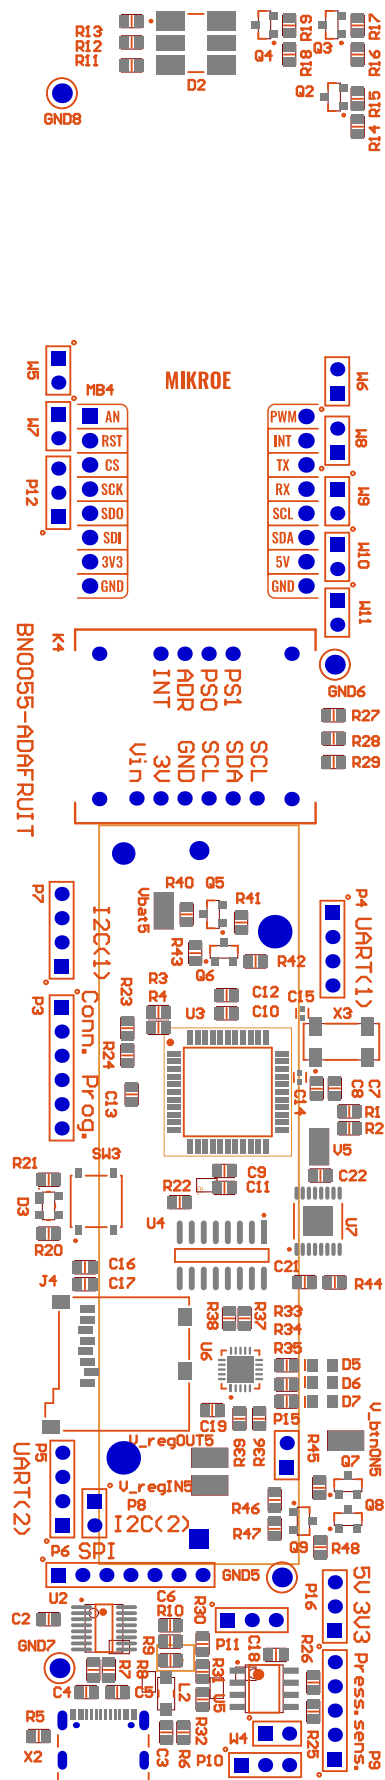 R13
R12
R11
D2
R19
Q4
R18
R17
Q3
R16
Q2
R15
R14
GND8
MIKROE
W5
W6
MB4
W7
W8
P12
W9
W10
W11
AN
PWM
RST
INT
CS
TX
SCK
RX
SDO
SCL
SDI
SDA
3V3
5V
GND
GND
K4
BNO055-ADAFRUIT
INT
ADR
PS0
PS1
Vin
3V
GND
SCL
SDA
SCL
GND6
R27
R28
R29
P7
I2C(1)
Vbat5
R40
Q5
R41
R43
Q6
R42
P4
UART(1)
P3
Conn. Prog.
R23
R24
R3
R4
U3
C12
C10
C15
X3
C13
C14
C8
C7
R1
R2
SW3
R21
D3
R20
R22
C9
C11
V5
C22
U4
U7
C16
C17
J4
C21
R44
R38
R37
R33
R34
R35
U6
D5
D6
D7
C19
R39
R36
P15
V_btnON5
V_regOUT5
R45
P5
UART(2)
V_regIN5
P8
I2C(2)
R46
R47
Q7
Q8
Q9
R48
P6
SPI
GND5
U2
C6
R10
R30
P16
5V
3V3
C2
GND7
R9
P11
C18
R26
Press.sens.
R7
C4
C5
L2
U5
R25
P9
R5
X2
C3
R6
R32
W4
P10